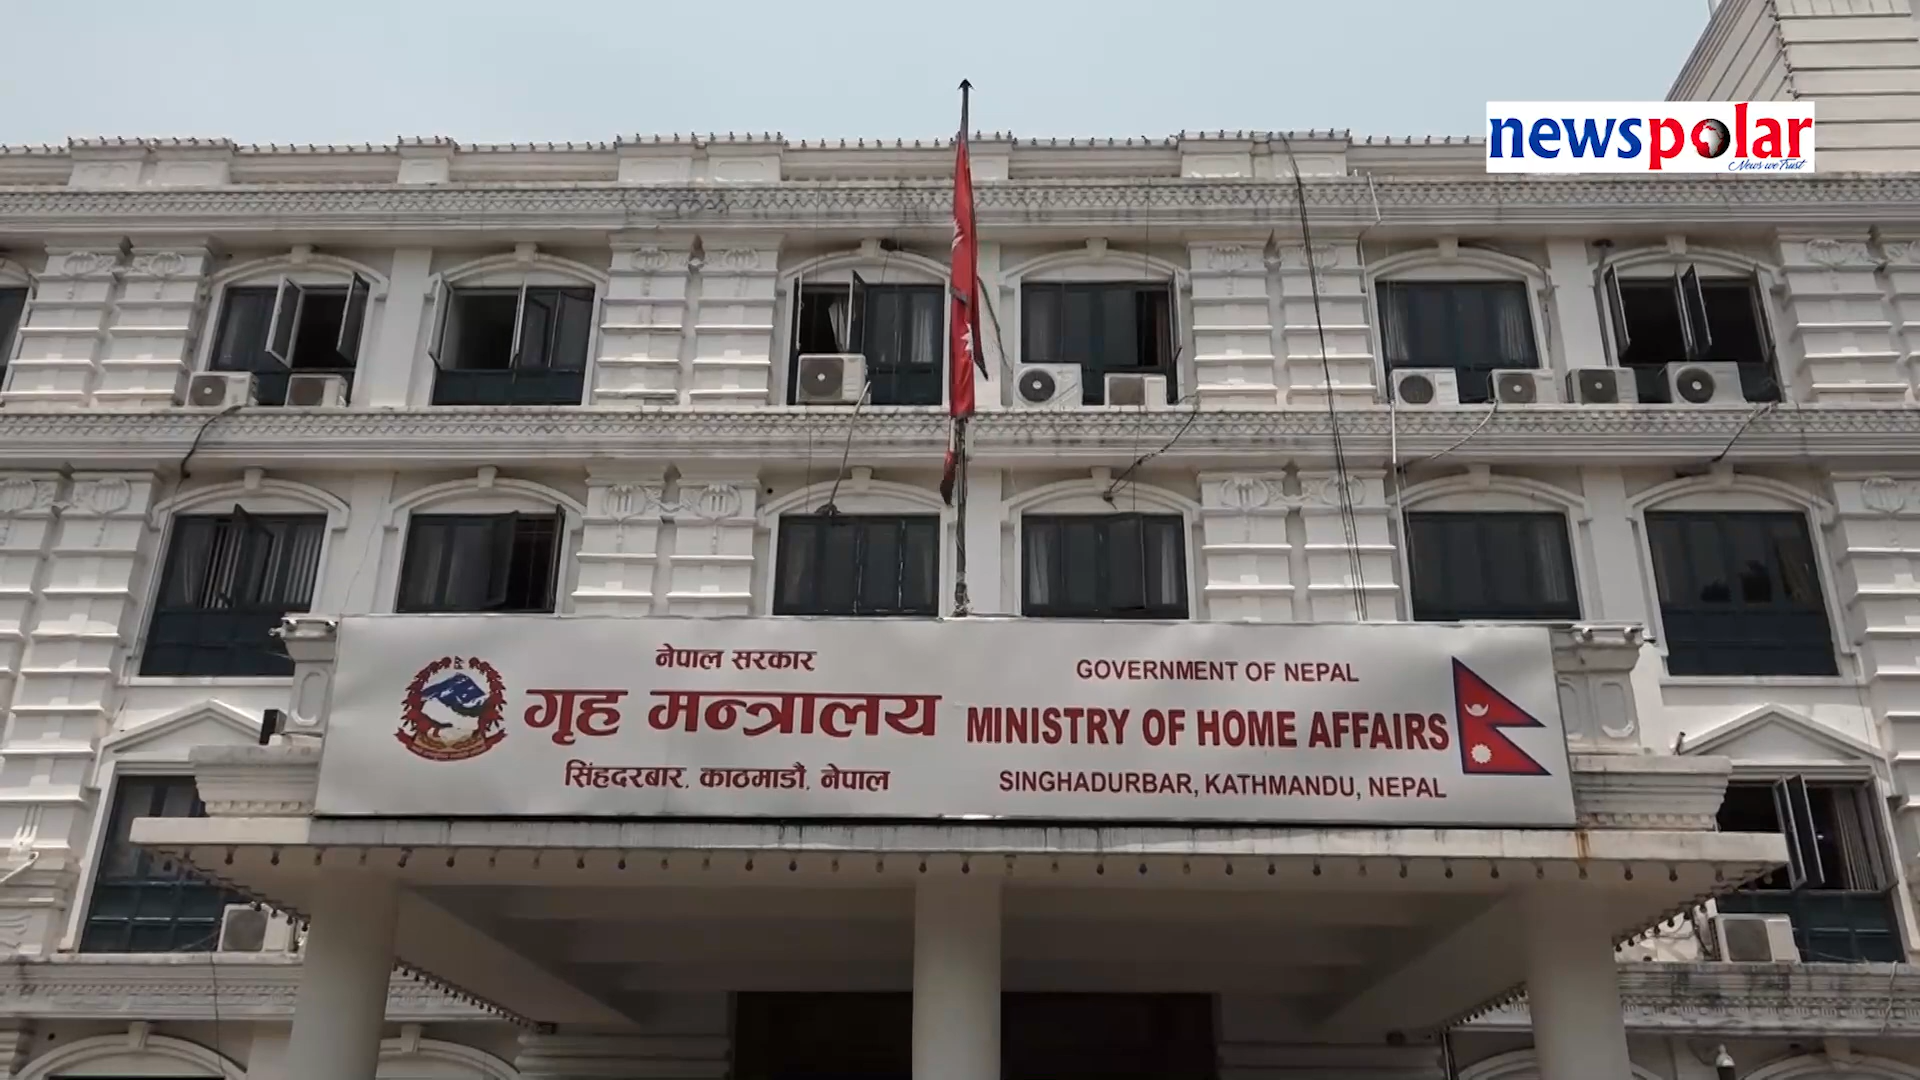 newspolar
News we Trust
नेपाल सरकार
गृह मन्त्रालय
सिंहदरबार, काठमाडौं, नेपाल
GOVERNMENT OF NEPAL
MINISTRY OF HOME AFFAIRS
SINGHADURBAR, KATHMANDU, NEPAL